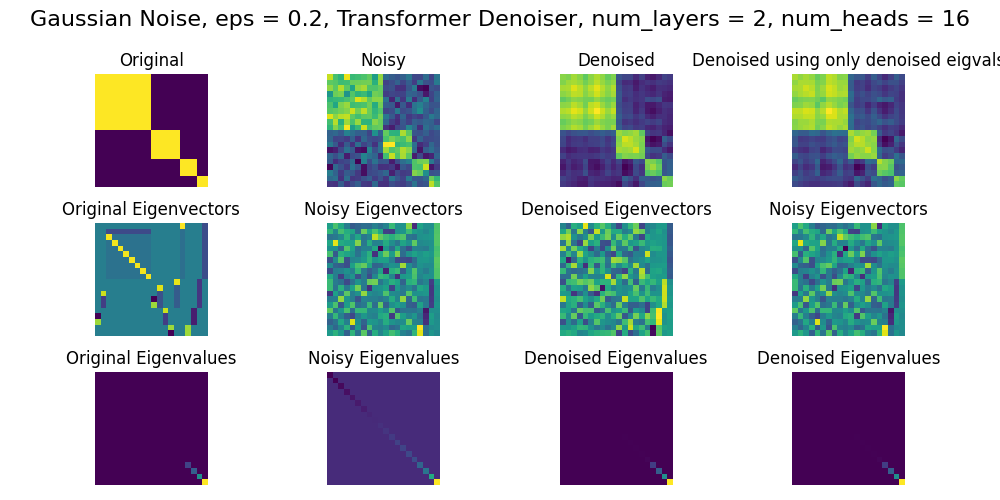 Gaussian Noise, eps = 0.2, Transformer Denoiser, num_layers = 2, num_heads = 16
Original
Noisy
Denoised
Denoised using only denoised eigvals
Original Eigenvectors
Noisy Eigenvectors
Denoised Eigenvectors
Noisy Eigenvectors
Original Eigenvalues
Noisy Eigenvalues
Denoised Eigenvalues
Denoised Eigenvalues